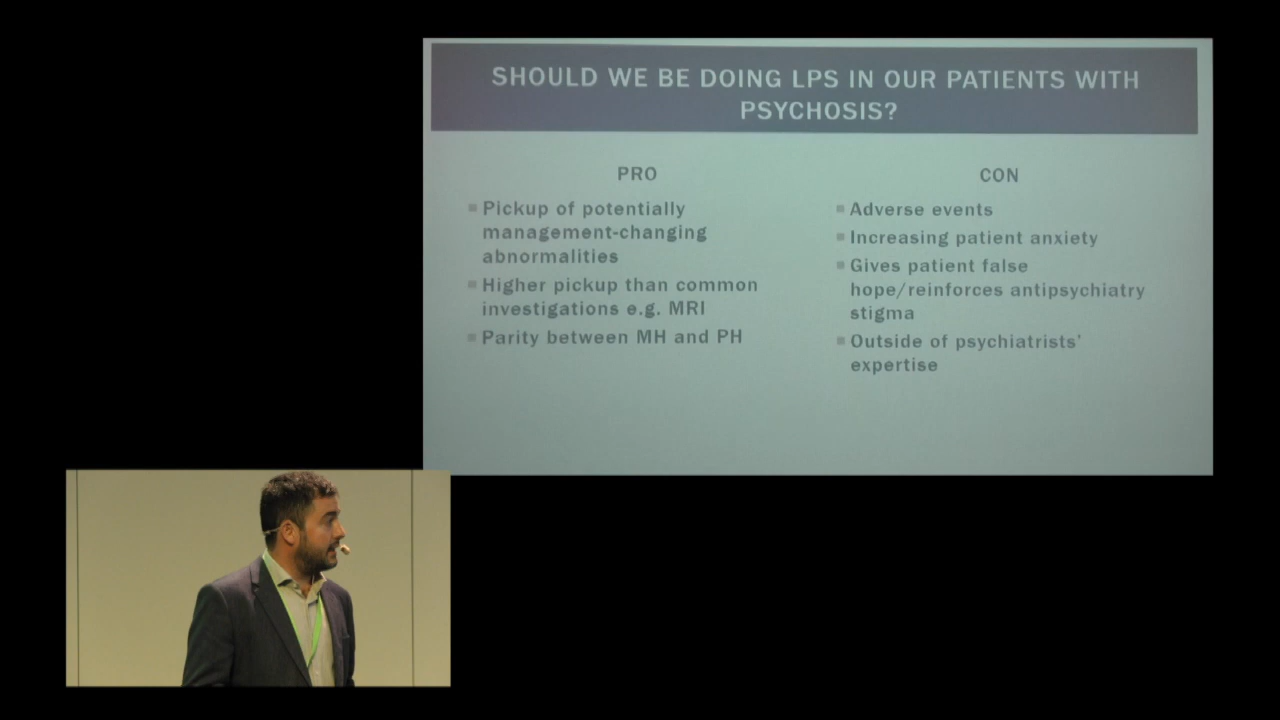 SHOULD WE BE DOING LPS IN OUR PATIENTS WITH
PSYCHOSIS?
PRO
Pickup of potentially
management-changing
abnormalities
Higher pickup than common
investigations e.g. MRI
Parity between MH and PH
CON
Adverse events
Increasing patient anxiety
Gives patient false
hope/reinforces antipsychiatry
stigma
Outside of psychiatrists'
expertise